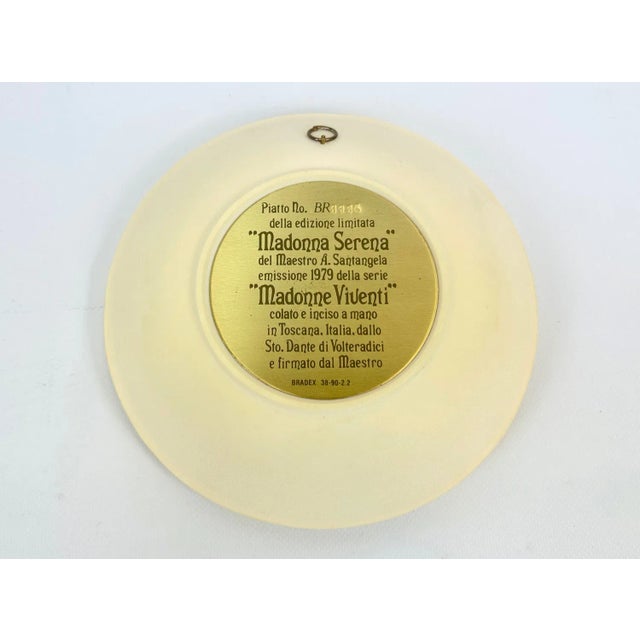 Piatto No. BR
della edizione limitata
"Madonna Serena"
del Maestro A. Santangela
emissione 1979 della serie
"Madonne Viventi"
colato e inciso a mano
in Toscana, Italia, dallo
Sto. Dante di Volteradici
e firmato dal Maestro
BRADEX 38-90-2.2